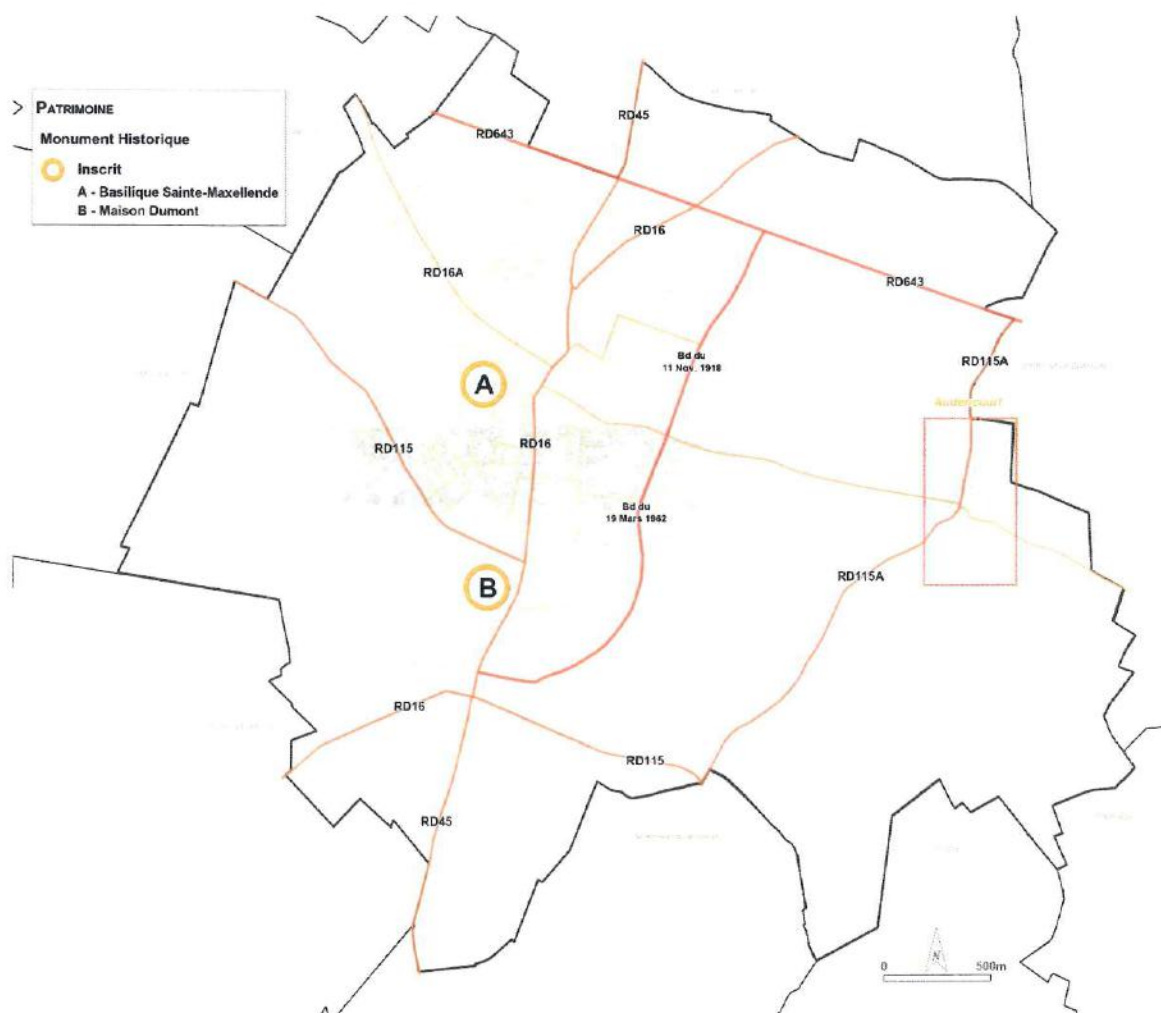 PATRIMOINE
Monument Historique
Inscrit
A - Basilique Sainte-Maxellende
B - Maison Dumont
RD45
RD643
RD16
RD16A
RD643
Bd du
11 Nov. 1918
RD115A
A
Audencourt
RD115
RD16
Bd du
19 Mars 1962
RD115A
B
RD16
RD115
RD45
N
0
500m